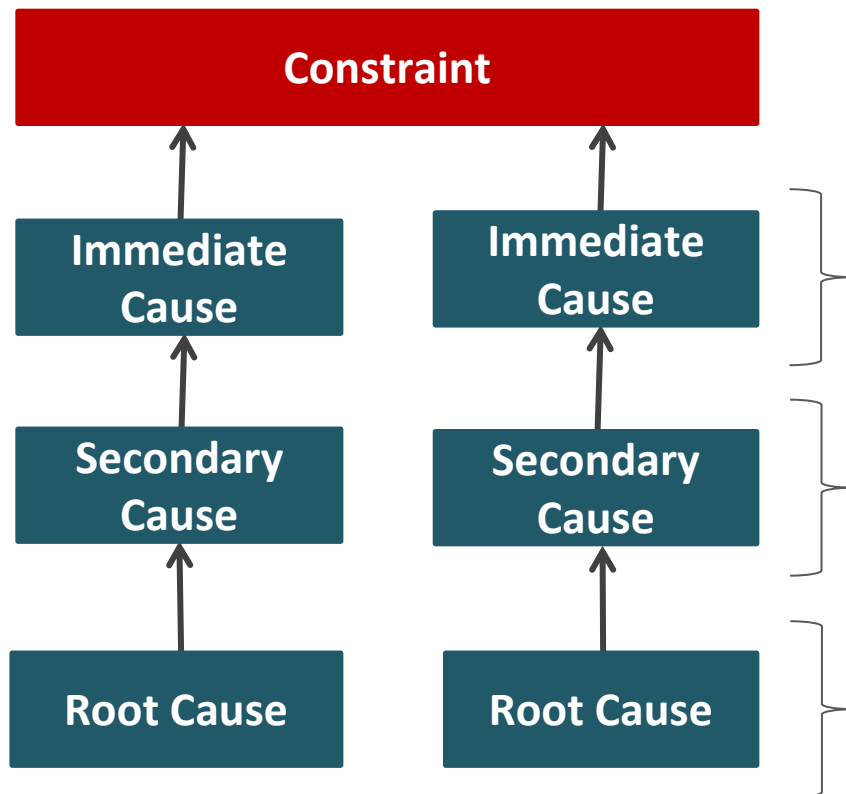 Constraint
Immediate
Cause
Immediate
Cause
Secondary
Cause
Secondary
Cause
Root Cause
Root Cause